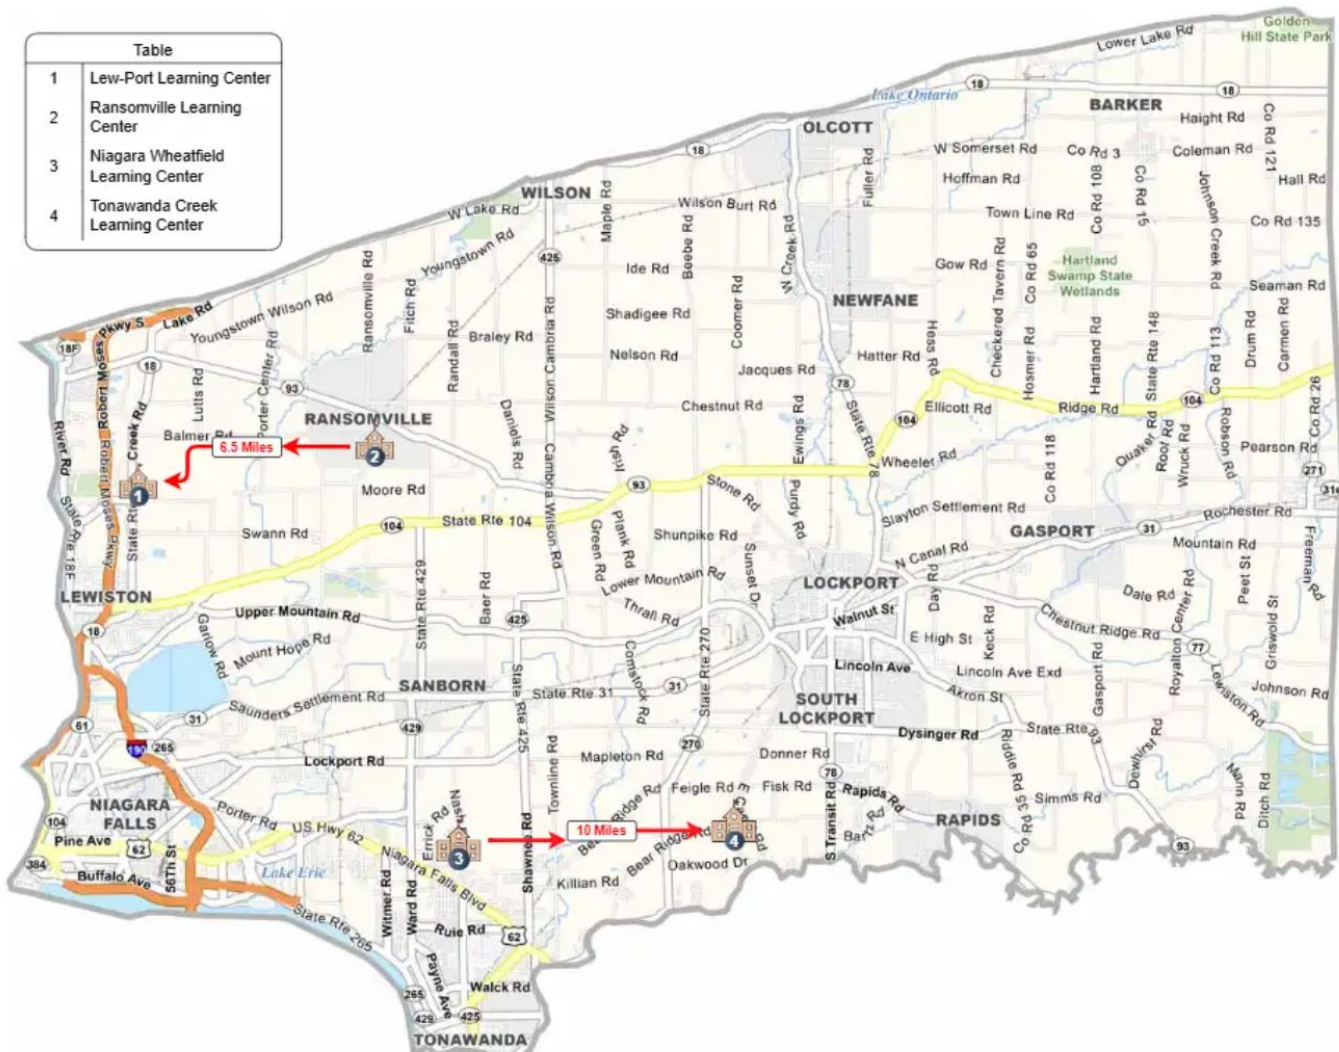 Table
1 Lew-Port Learning Center
2 Ransomville Learning
Center
3 Niagara Wheatfield
Learning Center
4 Tonawanda Creek
Learning Center
Golden
Hill State Park
Lower Lake Rd
Lake Ontario
18
18
BARKER
Haight Rd
Co Rd 121
OLCOTT
18
W Somerset Rd
Co Rd 3
Coleman Rd
Fuller Rd
Hoffman Rd
Co Rd 108
Co Rd 15
Johnson Creek Rd
Hall Rd
WILSON
Maple Rd
Wilson Burt Rd
W Lake Rd
Town Line Rd
Co Rd 135
Youngstown Rd
425
Beebe Rd
W Creek Rd
Ide Rd
Gow Rd
Checkered Tavern Rd
Co Rd 65
Hartland
Swamp State
Wetlands
Seaman Rd
Ransomville Rd
Fitch Rd
Coomer Rd
NEWFANE
Youngstown Wilson Rd
Lake Rd
Pkwy S
Shadigee Rd
Hess Rd
Hosmer Rd
Hartland Rd
State Rte 148
Co Rd 113
Drum Rd
Carmen Rd
Randall Rd
Braley Rd
Wilson Cambria Rd
Nelson Rd
Hatter Rd
18F
Robert Moses
18
Lutts Rd
Porter Center Rd
93
Jacques Rd
78
Co Rd 26
Creek Rd
Chestnut Rd
State Rte 78
104
Ellicott Rd
Ridge Rd
104
RANSOMVILLE
Daniels Rd
Ewings Rd
River Rd
Balmer Rd
6.5 Miles
2
Cambria Wilson Rd
Wheeler Rd
Co Rd 118
Quaker Rd
Wruck Rd
Robson Rd
Pearson Rd
271
1
Robert Moses Pkwy
Moore Rd
93
Stone Rd
Purdy Rd
State Rte 18F
Swann Rd
104
State Rte 104
Green Rd
Plank Rd
Shunpike Rd
Sunset Dr
Slayton Settlement Rd
GASPORT
31
Rochester Rd
Mountain Rd
Freeman Rd
N Canal Rd
LEWISTON
State Rte 429
Baer Rd
Lower Mountain Rd
LOCKPORT
Day Rd
Dale Rd
Peet St
Upper Mountain Rd
425
Thrall Rd
Walnut St
Keck Rd
Chestnut Ridge Rd
Royalton Center Rd
Griswold St
18
Garlow Rd
Mount Hope Rd
State Rte 270
E High St
77
Comstock Rd
Lincoln Ave
Lincoln Ave Exd
Gasport Rd
Lewiston Rd
SANBORN
State Rte 31
31
Akron St
Johnson Rd
Saunders Settlement Rd
State Rte 425
SOUTH
LOCKPORT
61
31
429
Dysinger Rd
State Rte 93
190
265
Lockport Rd
Townline Rd
Mapleton Rd
270
Donner Rd
Riddle Rd
Co Rd 35
Dewhirst Rd
Mann Rd
Ditch Rd
78
NIAGARA
FALLS
Porter Rd
Feigle Rd
Fisk Rd
Rapids Rd
Simms Rd
104
Pine Ave
62
US Hwy 62
Errick Rd
Nash
10 Miles
4
Bear Ridge Rd
S Transit Rd
RAPIDS
93
384
Buffalo Ave
56Th St
Niagara Falls Blvd
3
Shawnee Rd
Oakwood Dr
Lake Erie
Killian Rd
State Rte 265
Witmer Rd
Ward Rd
Ruie Rd
62
Payne Ave
265
Walck Rd
429
425
TONAWANDA